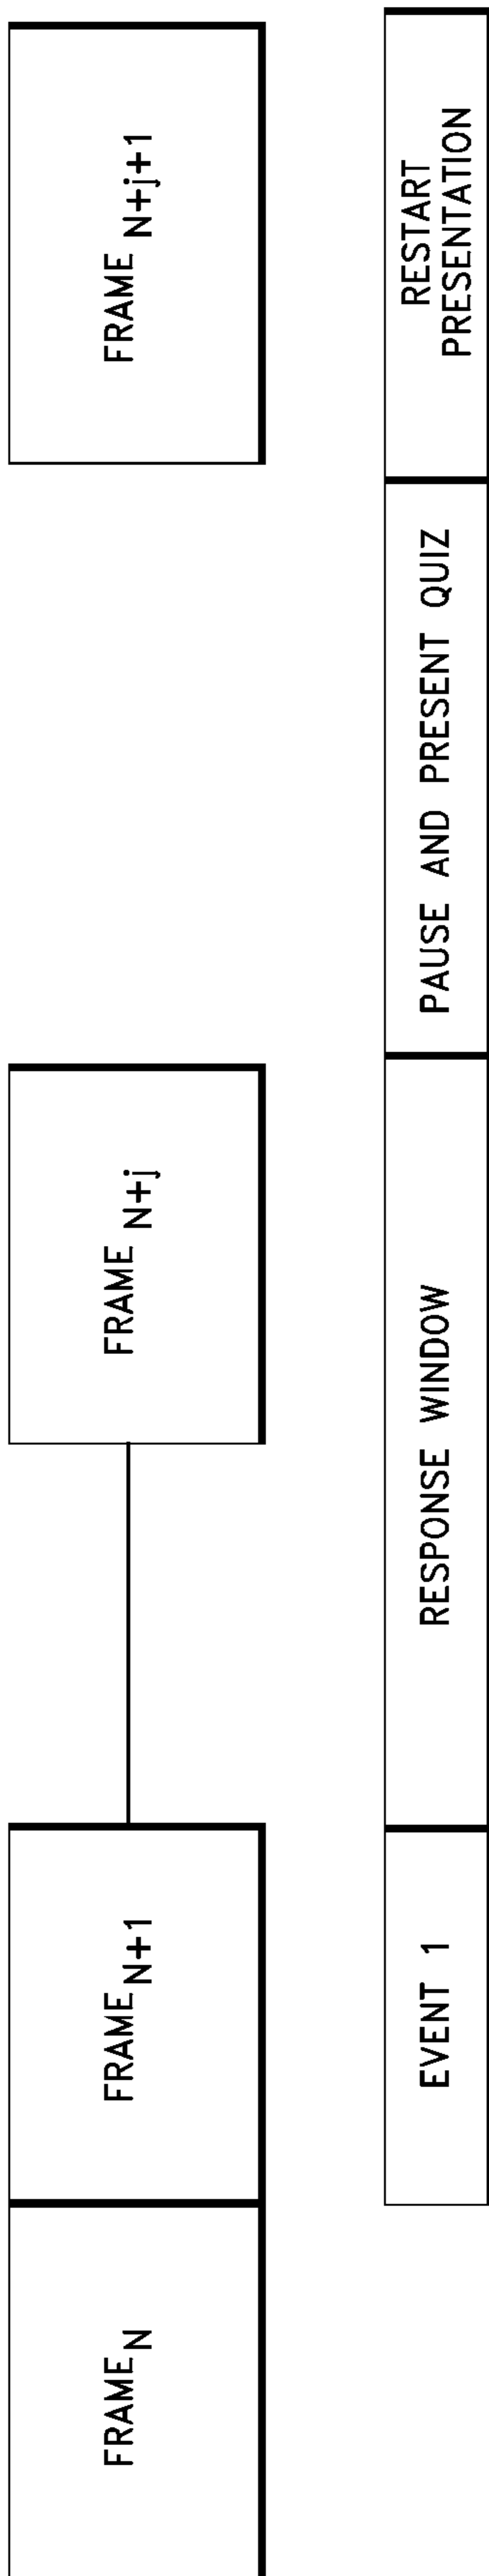 FRAME N
FRAME N+1
FRAME N+j
FRAME N+j+1
EVENT 1
RESPONSE WINDOW
PAUSE AND PRESENT QUIZ
RESTART
PRESENTATION